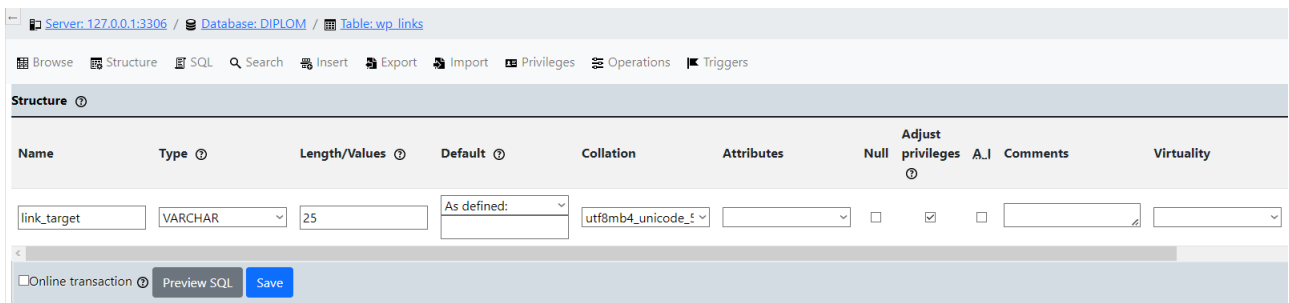 Server: 127.0.0.1:3306 / Database: DIPLOM / Table: wp_links
Browse Structure SQL Search Insert Export Import Privileges Operations Triggers
Structure
Name Type Length/Values Default Collation Attributes Null Adjust privileges A_I Comments Virtuality
link_target VARCHAR 25 As defined: utf8mb4_unicode_5
Online transaction Preview SQL Save